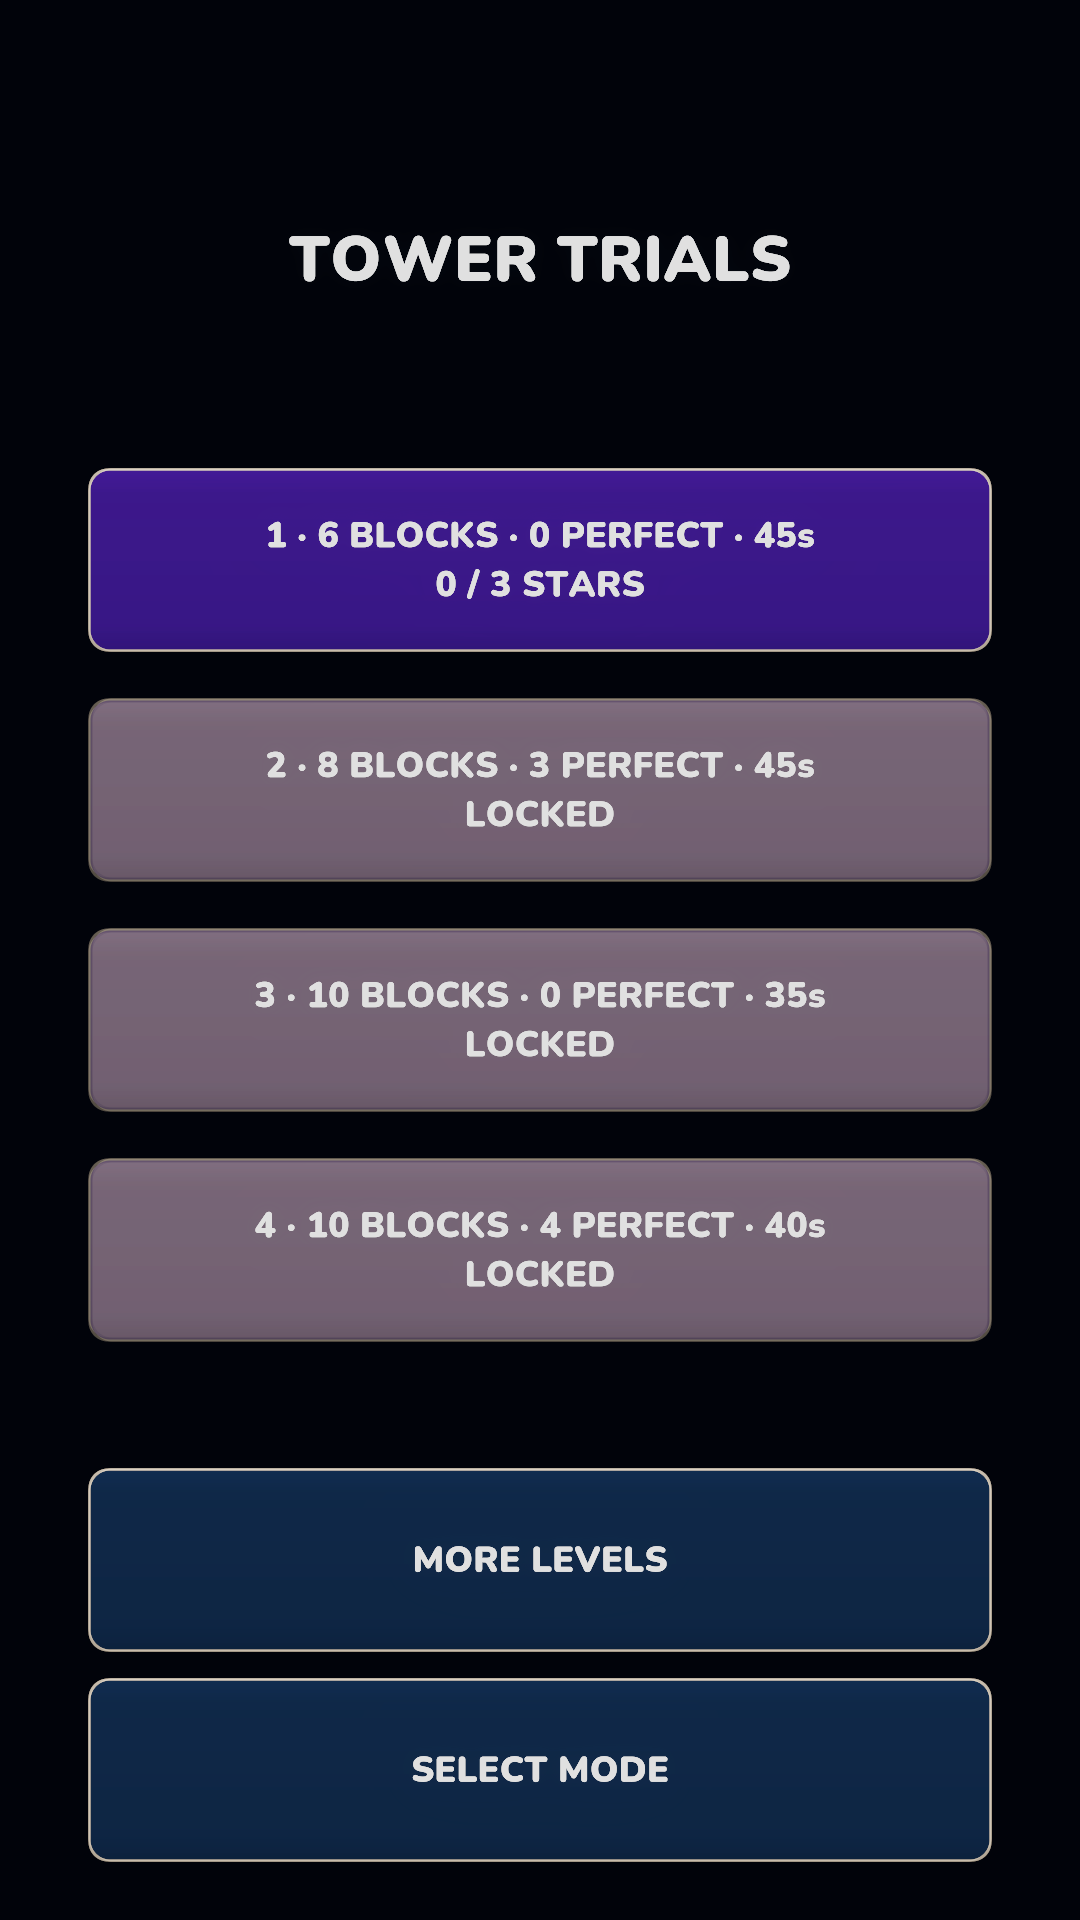 TOWER TRIALS
1 · 6 BLOCKS · 0 PERFECT · 45s
0 / 3 STARS
2 · 8 BLOCKS · 3 PERFECT · 45s
LOCKED
3 · 10 BLOCKS · 0 PERFECT · 35s
LOCKED
4 · 10 BLOCKS · 4 PERFECT · 40s
LOCKED
MORE LEVELS
SELECT MODE